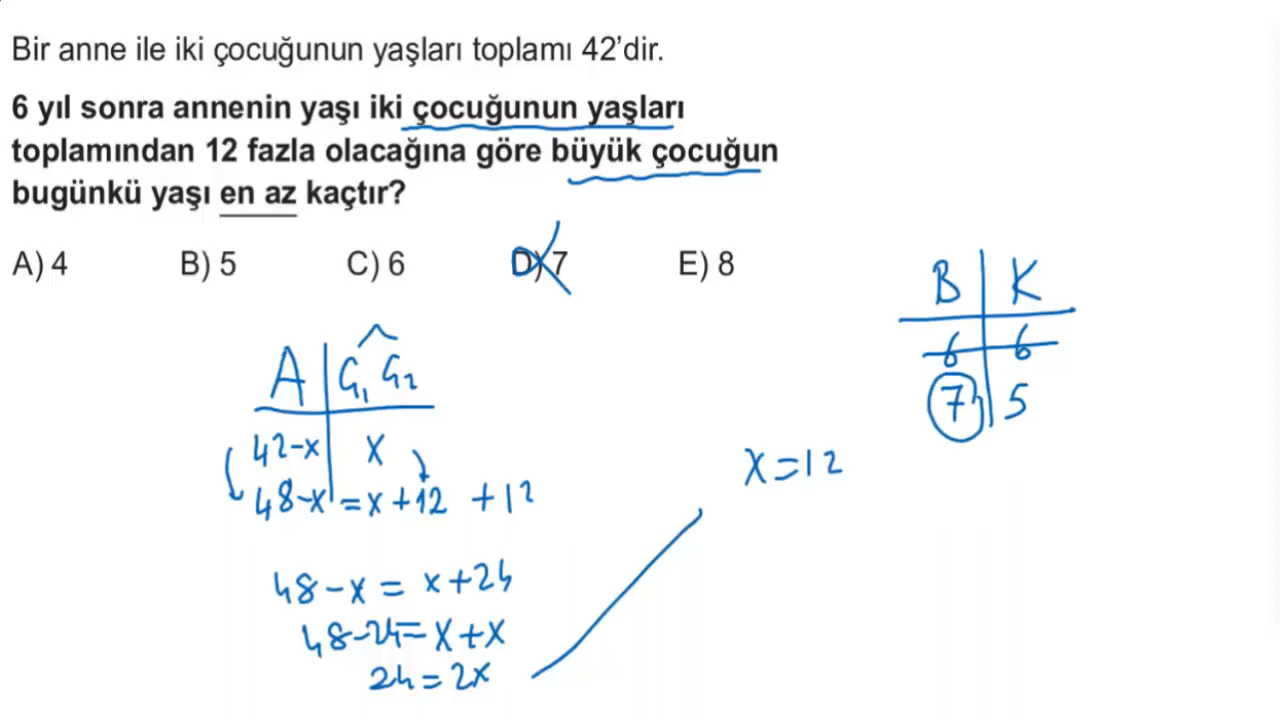 Bir anne ile iki çocuğunun yaşları toplamı 42’dir.
6 yıl sonra annenin yaşı iki çocuğunun yaşları
toplamından 12 fazla olacağına göre büyük çocuğun
bugünkü yaşı en az kaçtır?
A) 4 B) 5 C) 6 D) 7 E) 8
A Ç₁ Ç₂
42-x x
48-x = x+12 +12
48-x = x+24
48-24 = x+x
24 = 2x
x=12
B K
6 6
7 5